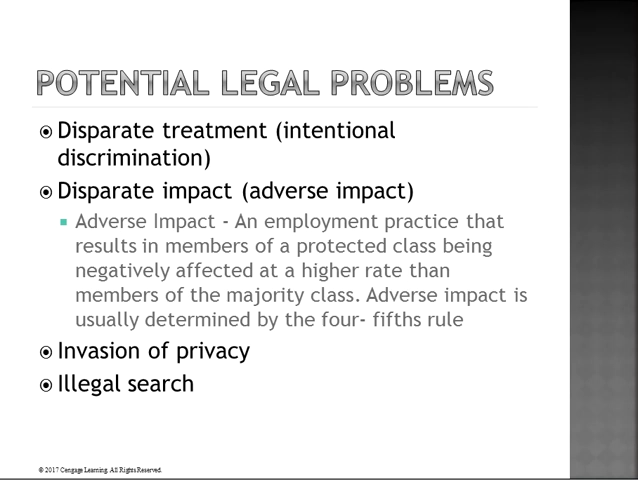 POTENTIAL LEGAL PROBLEMS
Disparate treatment (intentional
discrimination)
Disparate impact (adverse impact)
Adverse Impact - An employment practice that
results in members of a protected class being
negatively affected at a higher rate than
members of the majority class. Adverse impact is
usually determined by the four- fifths rule
Invasion of privacy
Illegal search
© 2017 Cengage Learning. All Rights Reserved.